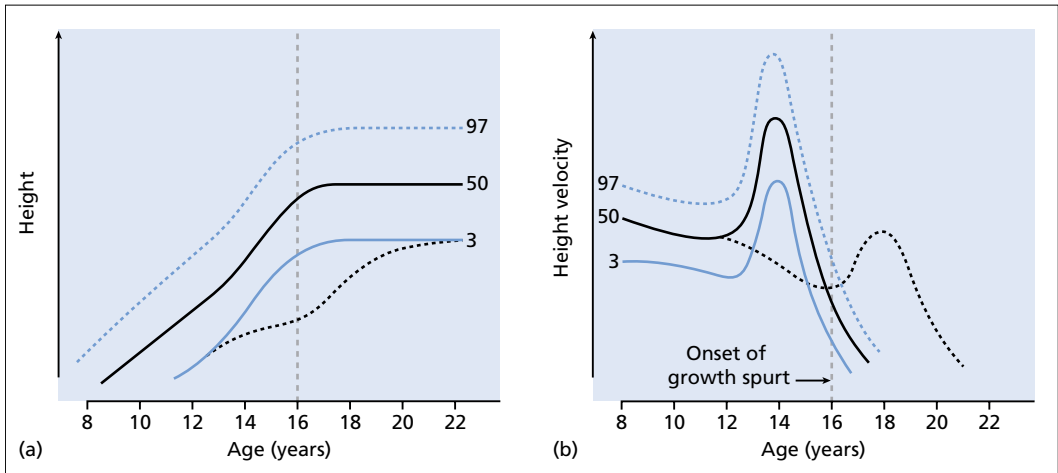 Height
97
50
3
8 10 12 14 16 18 20 22
(a)
Age (years)
Height velocity
97
50
3
Onset of
growth spurt
8 10 12 14 16 18 20 22
(b)
Age (years)